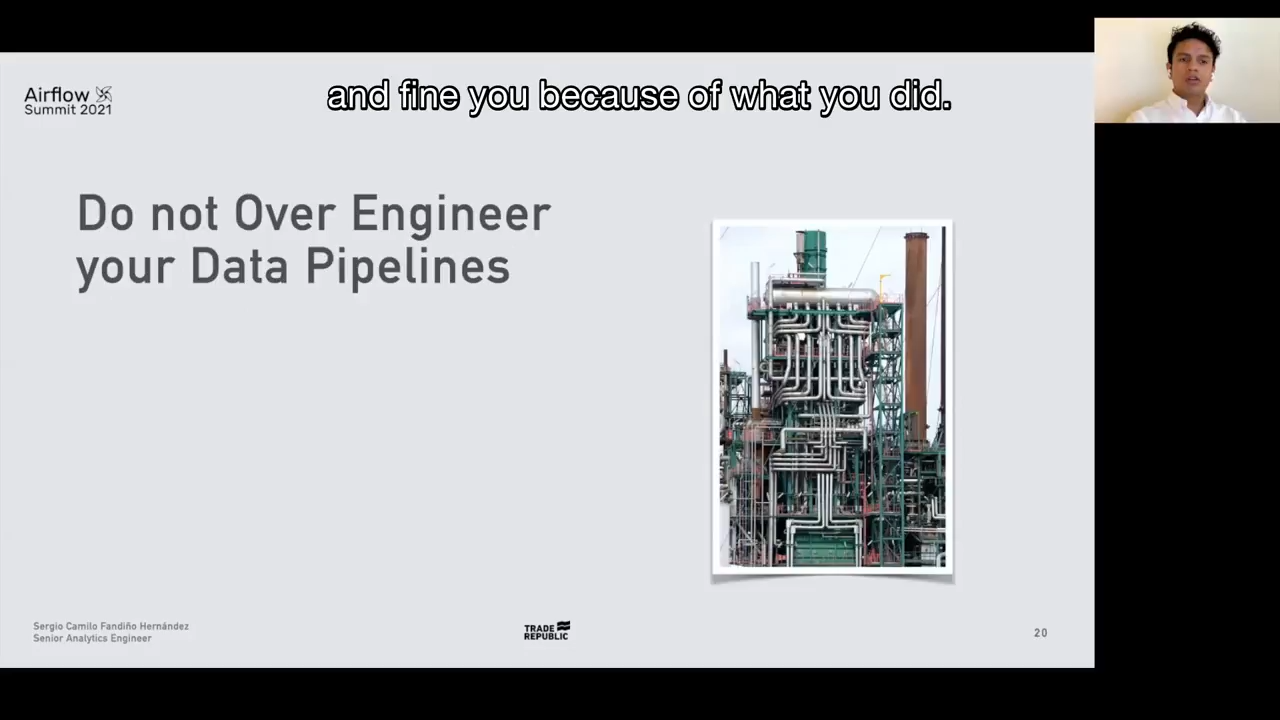 and fine you because of what you did.
Airflow
Summit 2021
Do not Over Engineer
your Data Pipelines
Sergio Camilo Fandiño Hernández
Senior Analytics Engineer
TRADE
REPUBLIC
20